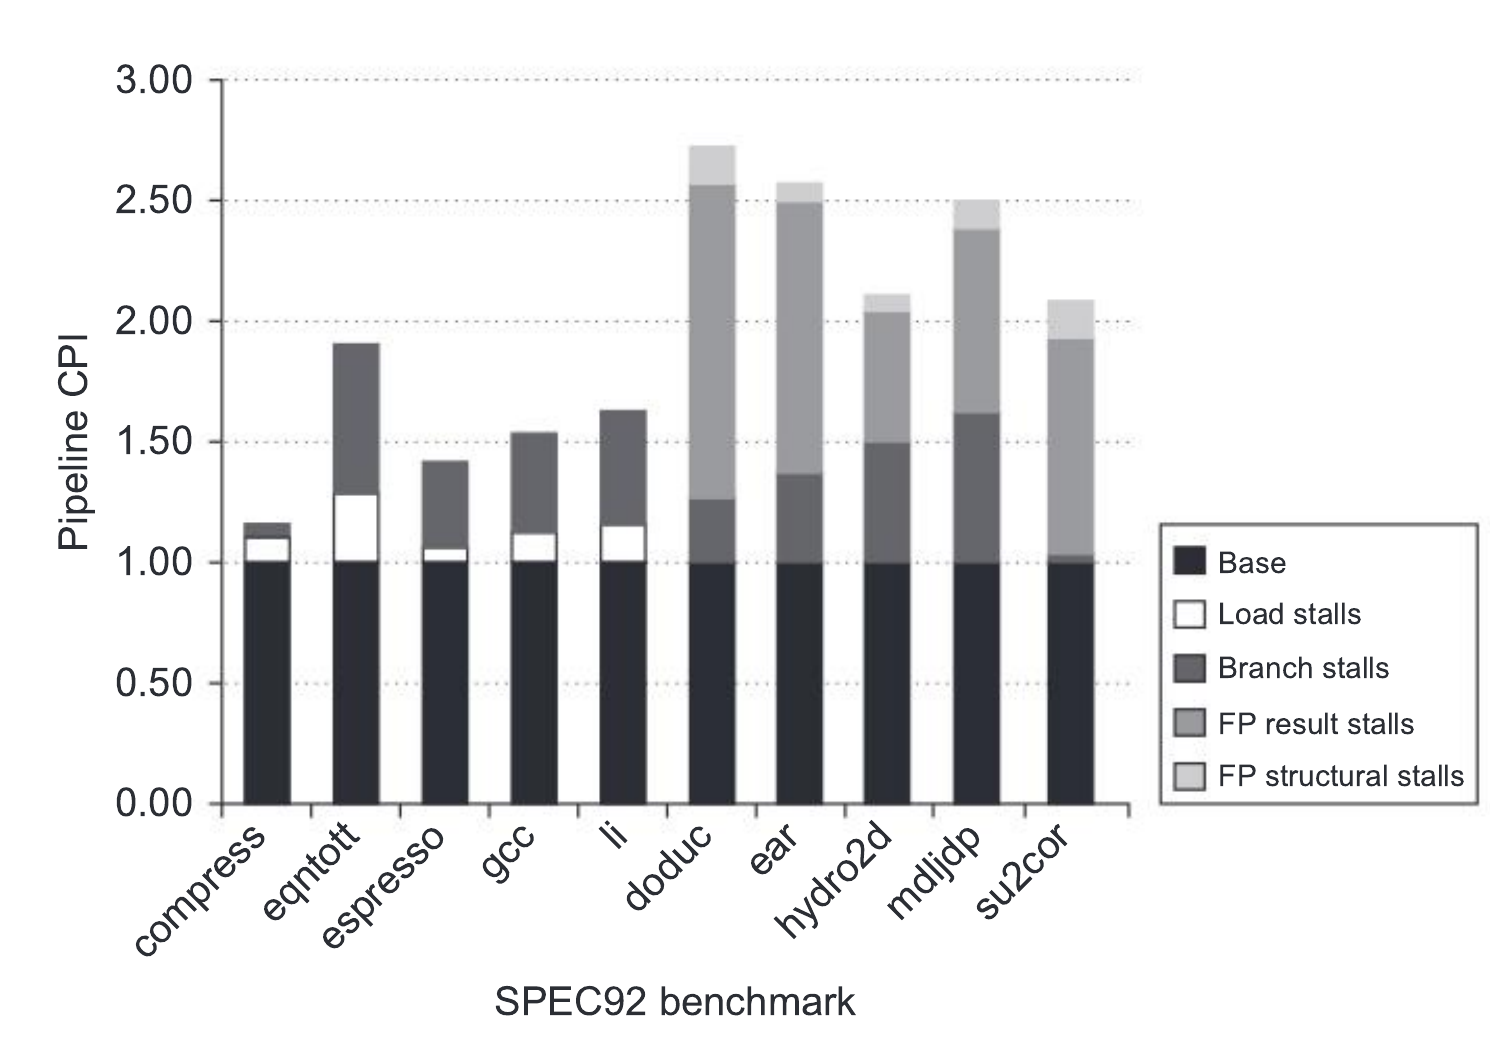 3.00
2.50
2.00
1.50
1.00
0.50
0.00
Pipeline CPI
compress
eqntott
espresso
gcc
li
doduc
ear
hydro2d
mdljdp
su2cor
SPEC92 benchmark
Base
Load stalls
Branch stalls
FP result stalls
FP structural stalls